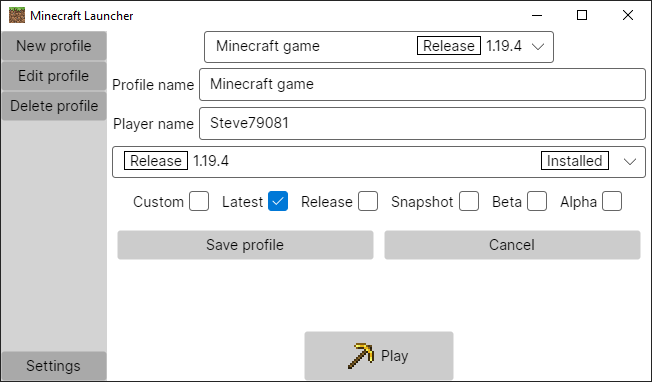 Minecraft Launcher
New profile
Edit profile
Delete profile
Minecraft game Release 1.19.4
Profile name Minecraft game
Player name Steve79081
Release 1.19.4 Installed
Custom Latest Release Snapshot Beta Alpha
Save profile Cancel
Settings
Play